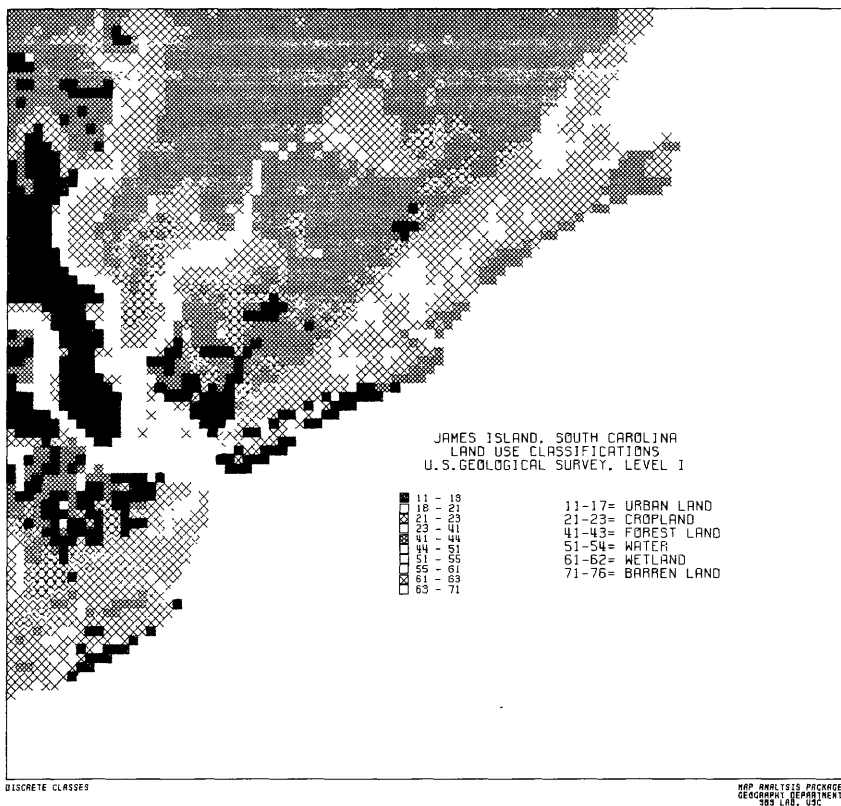 JAMES ISLAND, SOUTH CAROLINA
LAND USE CLASSIFICATIONS
U.S.GEOLOGICAL SURVEY, LEVEL I
11 - 19
18 - 21
21 - 23
23 - 41
41 - 44
44 - 51
51 - 55
55 - 61
61 - 63
63 - 71
11-17= URBAN LAND
21-23= CROPLAND
41-43= FOREST LAND
51-54= WATER
61-62= WETLAND
71-76= BARREN LAND
DISCRETE CLASSES
MAP ANALYSIS PACKAGE
GEOGRAPHY DEPARTMENT
LAB, USC